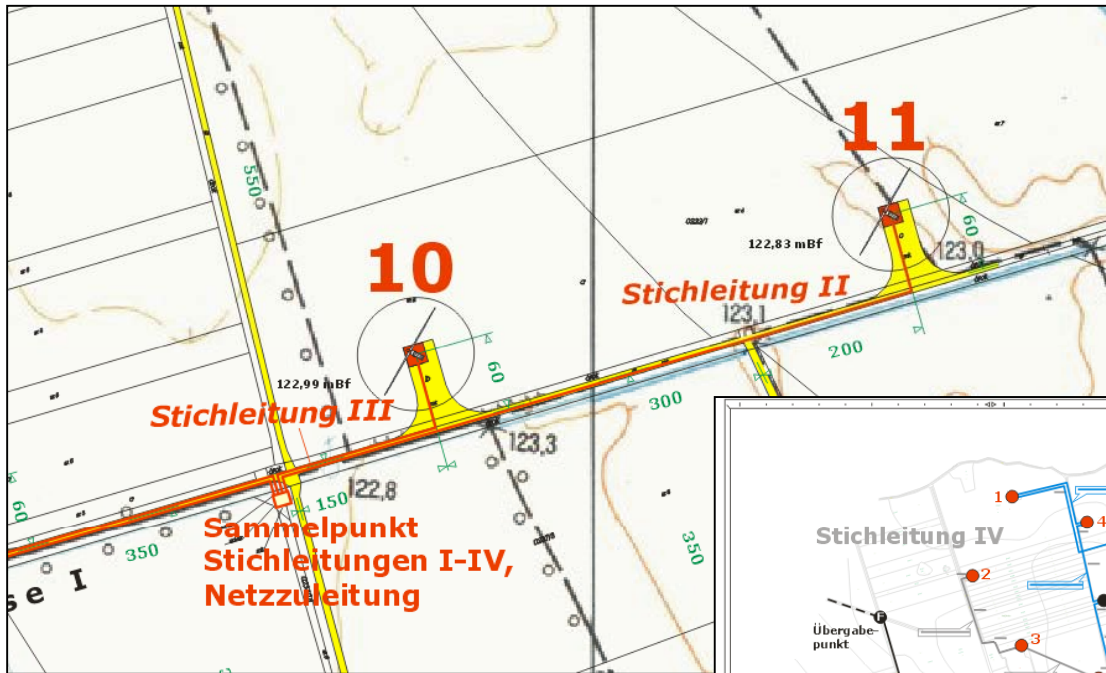 11
550
60
122,83 mBf
123,0
10
Stichleitung II
123,1
200
60
122,99 mBf
300
Stichleitung III
123,3
122,8
150
60
350
Sammelpunkt
Stichleitungen I-IV,
Netzzuleitung
350
se I
1
4
Stichleitung IV
2
F
Übergabe-
punkt
3